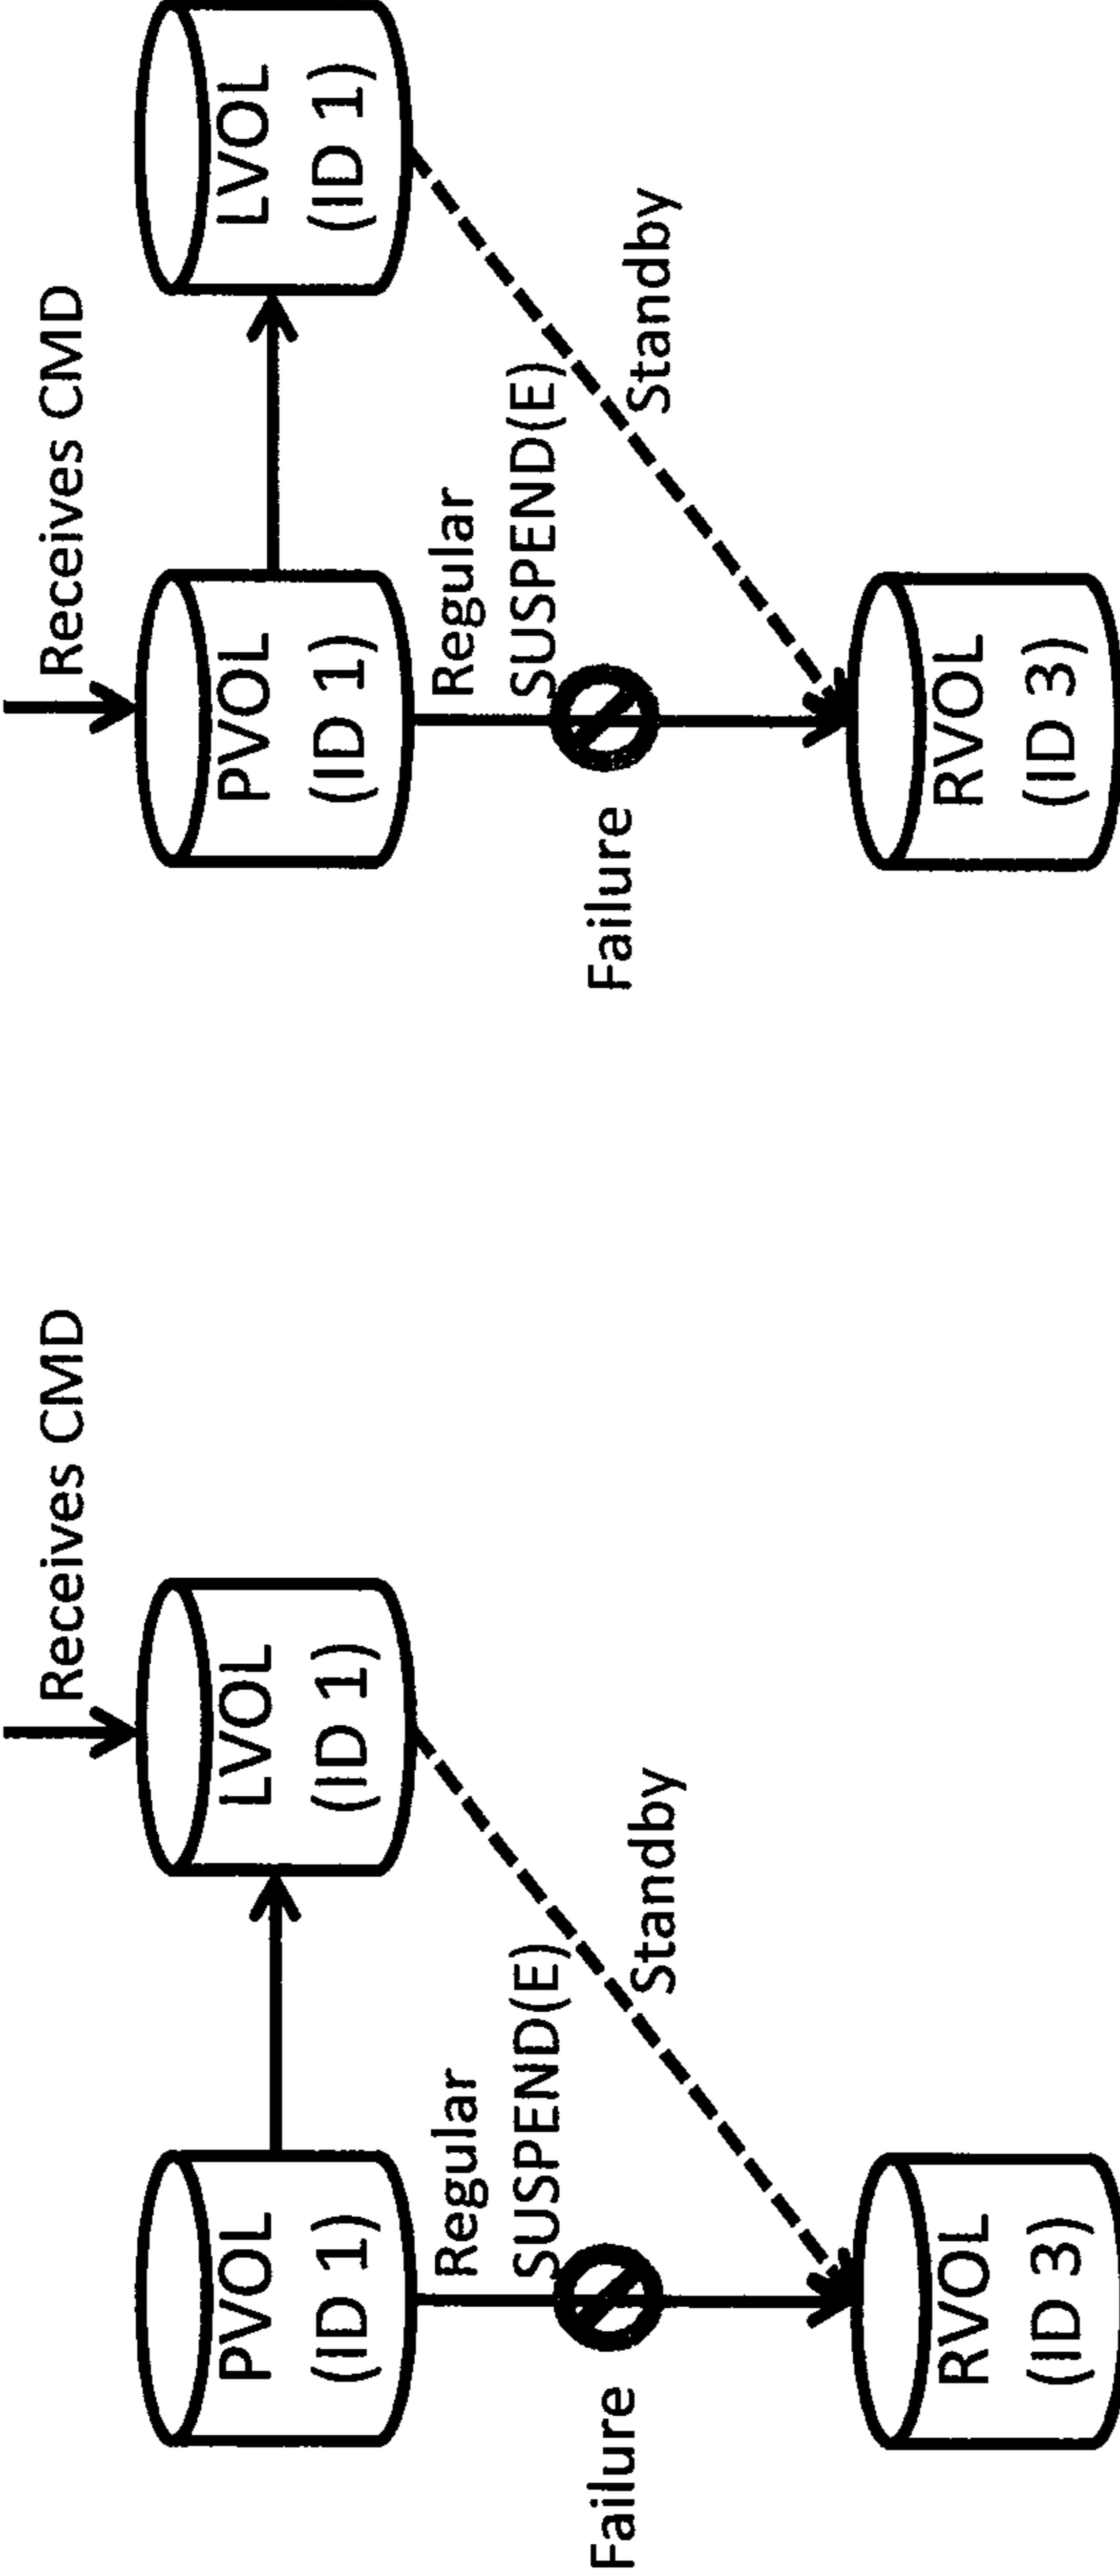 Receives CMD
PVOL
(ID 1)
LVOL
(ID 1)
Regular
SUSPEND(E)
Failure
Standby
RVOL
(ID 3)
Receives CMD
PVOL
(ID 1)
LVOL
(ID 1)
Regular
SUSPEND(E)
Failure
Standby
RVOL
(ID 3)